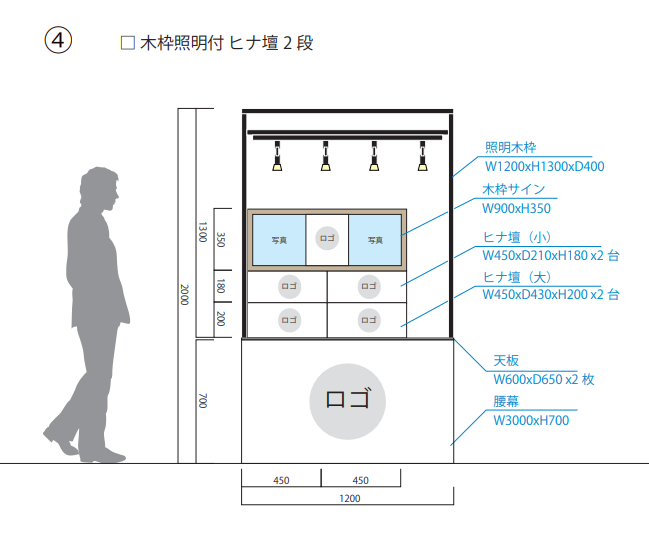 ④ □ 木枠照明付 ヒナ壇 2 段
照明木枠
W1200xH1300xD400
木枠サイン
W900xH350
ヒナ壇（小）
W450xD210xH180 x2 台
ヒナ壇（大）
W450xD430xH200 x2 台
天板
W600xD650 x2 枚
腰幕
W3000xH700
2000
1300
350
180
200
700
写真
ロゴ
写真
ロゴ
ロゴ
ロゴ
ロゴ
ロゴ
450
450
1200